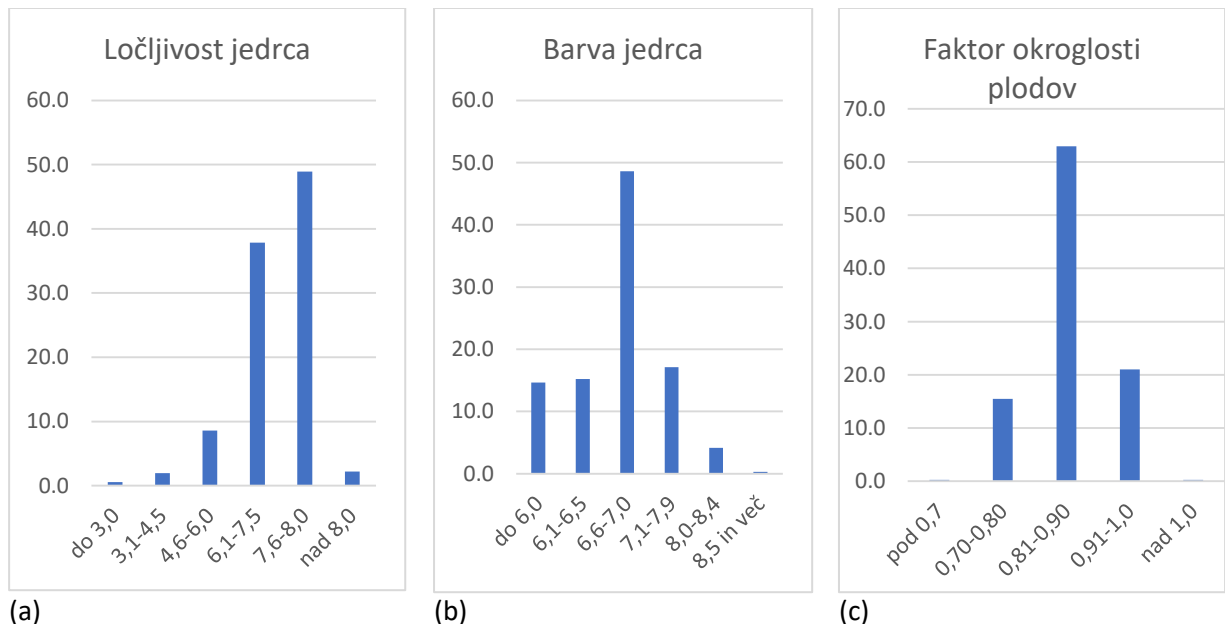 Ločljivost jedrca
60.0
50.0
40.0
30.0
20.0
10.0
0.0
do 3,0
3,1-4,5
4,6-6,0
6,1-7,5
7,6-8,0
nad 8,0
(a)
Barva jedrca
60.0
50.0
40.0
30.0
20.0
10.0
0.0
do 6,0
6,1-6,5
6,6-7,0
7,1-7,9
8,0-8,4
8,5 in več
(b)
Faktor okroglosti
plodov
70.0
60.0
50.0
40.0
30.0
20.0
10.0
0.0
pod 0,7
0,70-0,80
0,81-0,90
0,91-1,0
nad 1,0
(c)